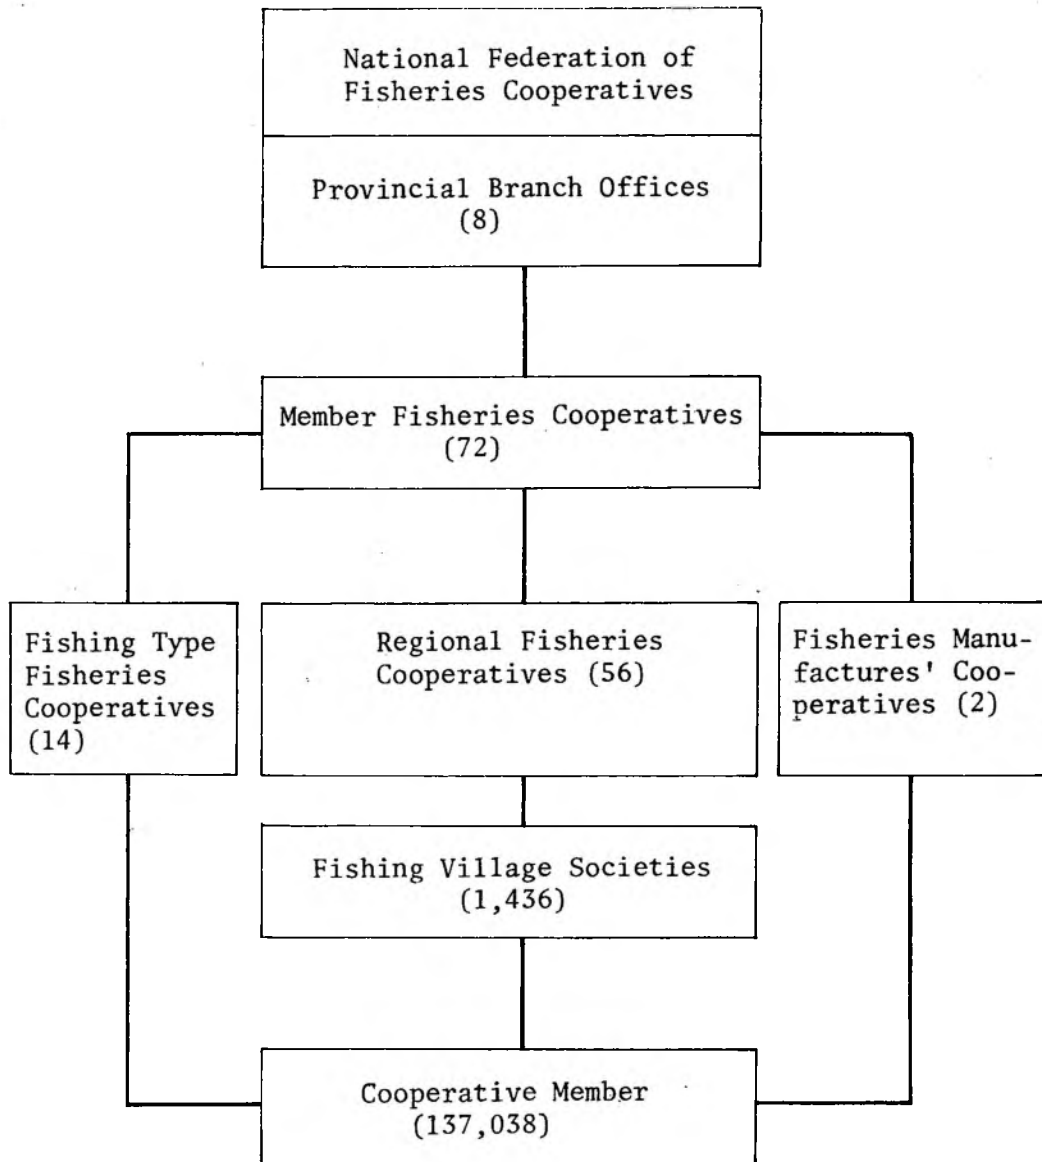 National Federation of
Fisheries Cooperatives
Provincial Branch Offices
(8)
Member Fisheries Cooperatives
(72)
Fishing Type
Fisheries
Cooperatives
(14)
Regional Fisheries
Cooperatives (56)
Fisheries Manu-
factures' Coo-
peratives (2)
Fishing Village Societies
(1,436)
Cooperative Member
(137,038)